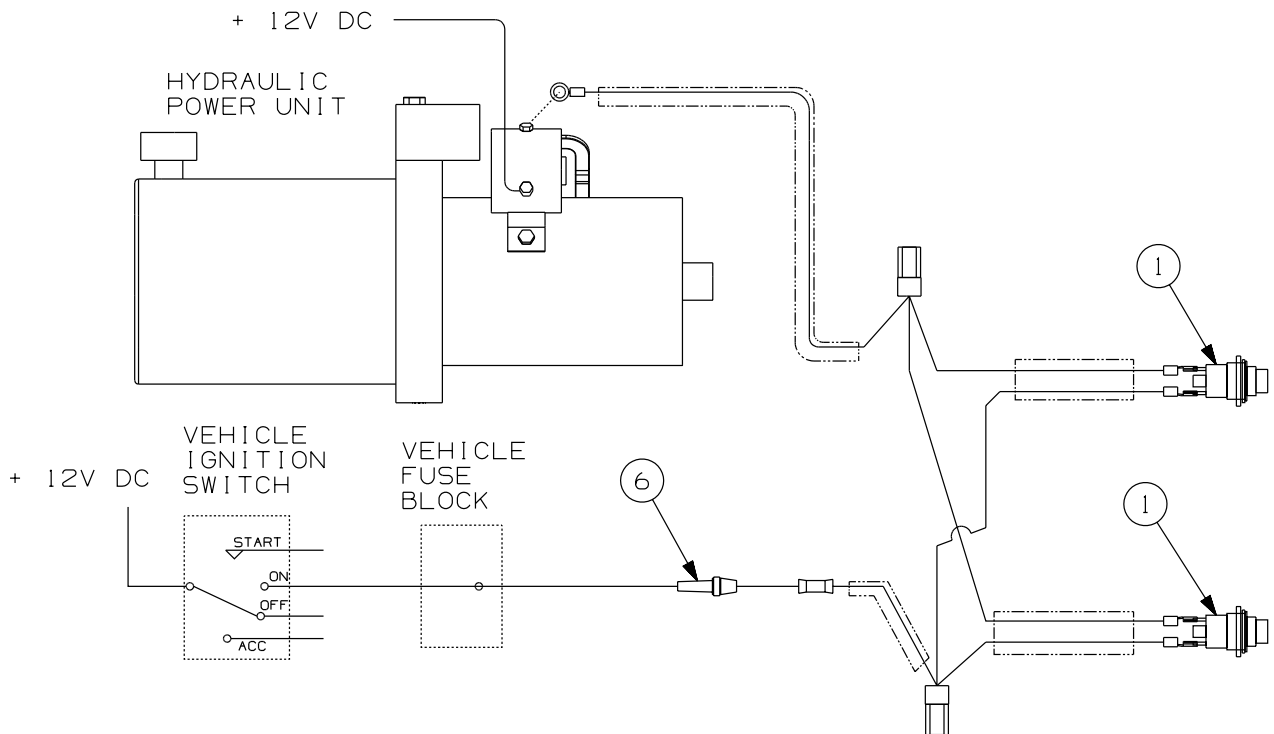 + 12V DC
HYDRAULIC
POWER UNIT
1
VEHICLE
IGNITION
SWITCH
+ 12V DC
VEHICLE
FUSE
BLOCK
6
1
START
ON
OFF
ACC